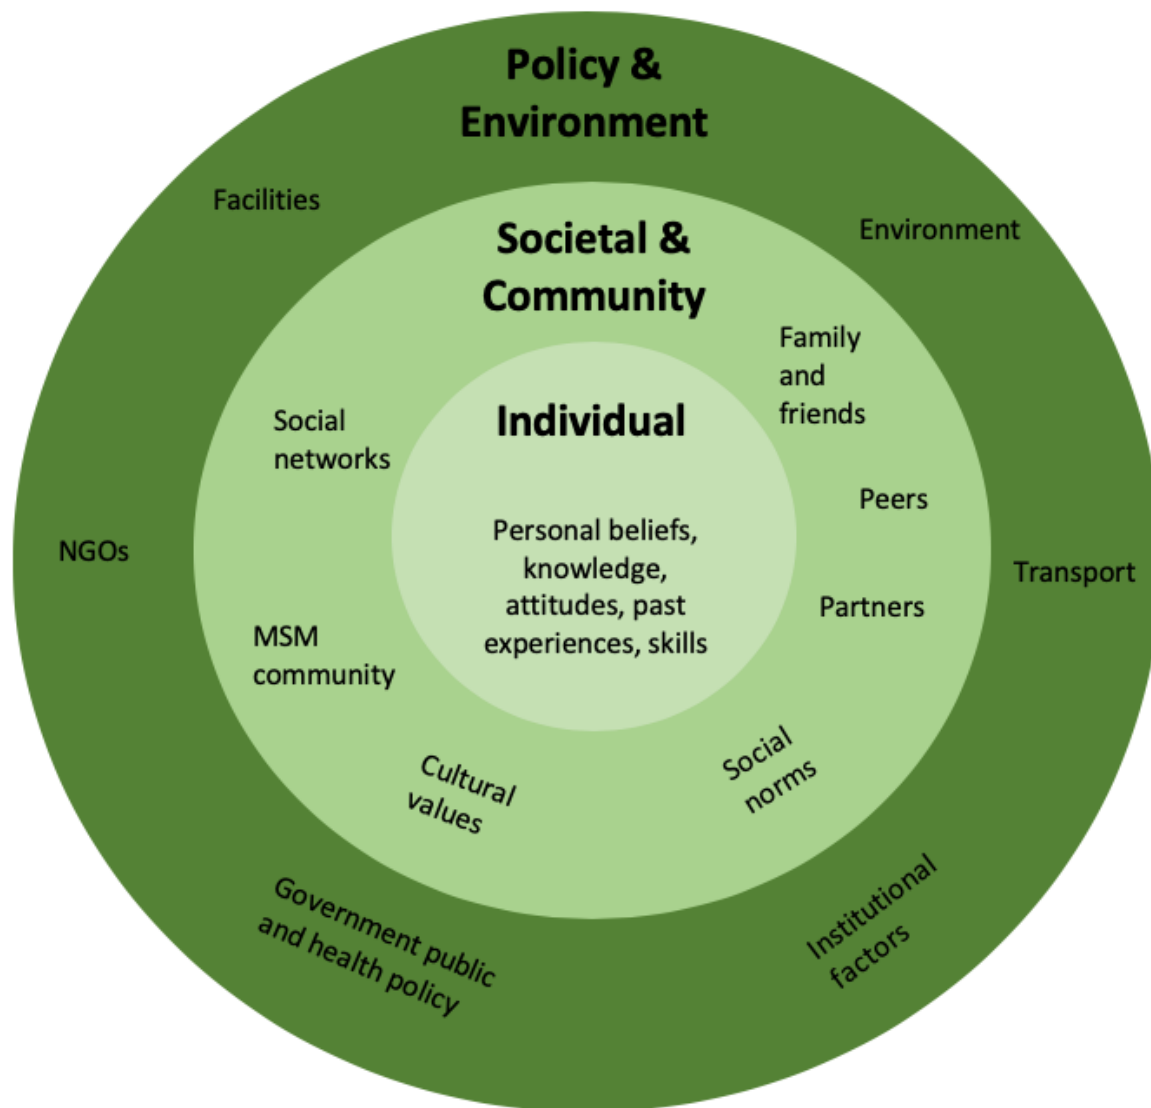 Policy &
Environment
Facilities
Environment
Societal &
Community
Family
and
friends
Social
networks
Individual
Peers
Personal beliefs,
knowledge,
attitudes, past
experiences, skills
NGOs
Transport
Partners
MSM
community
Cultural
values
Social
norms
Government public
and health policy
Institutional
factors